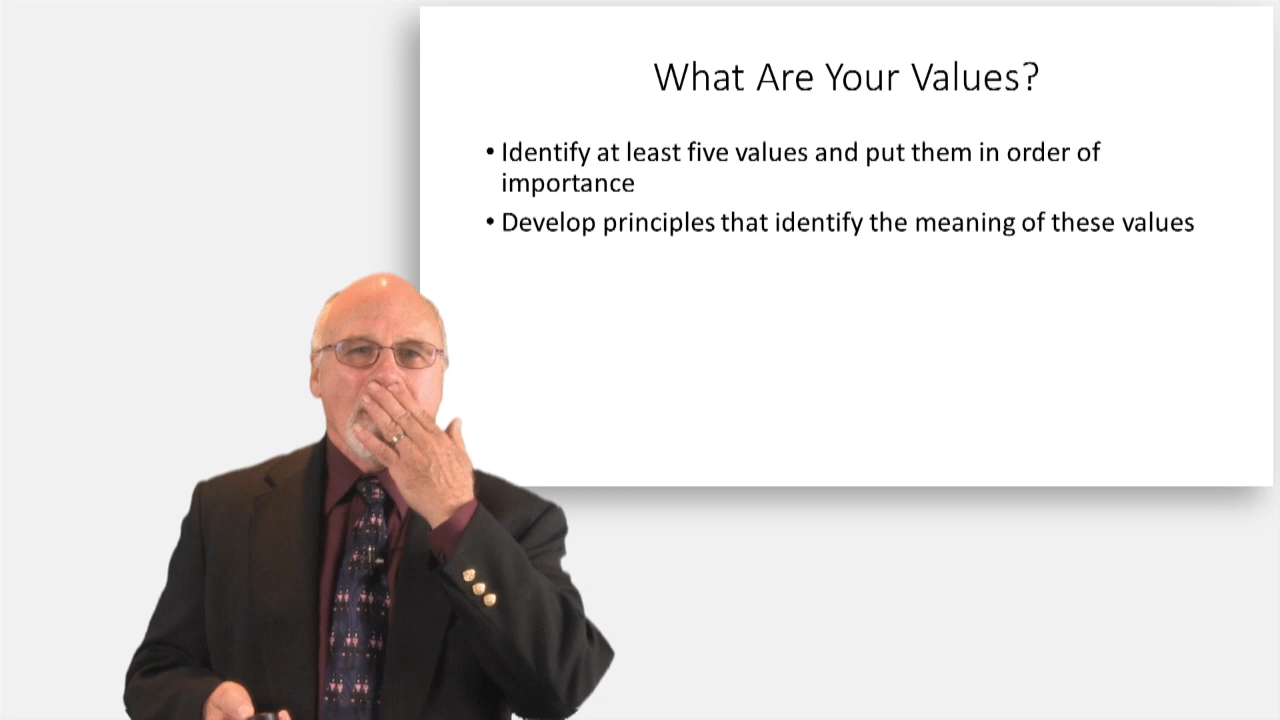 What Are Your Values?
• Identify at least five values and put them in order of
importance
• Develop principles that identify the meaning of these values